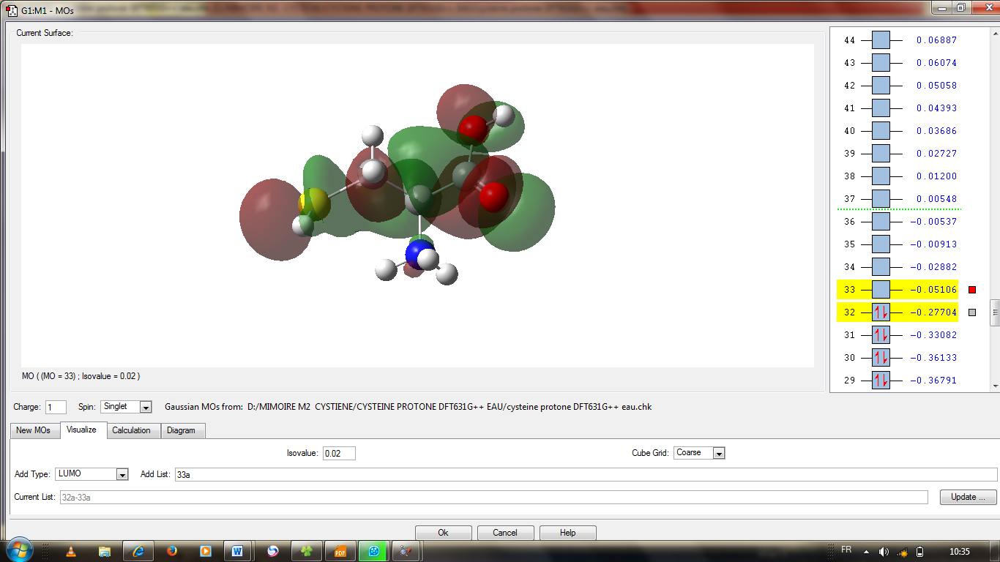 G1:M1 - MOs
Current Surface:
44 0.06887
43 0.06074
42 0.05058
41 0.04393
40 0.03686
39 0.02727
38 0.01200
37 0.00548
36 -0.00537
35 -0.00913
34 -0.02882
33 -0.05106
32 -0.27704
31 -0.33082
30 -0.36133
29 -0.36791
MO ( (MO = 33) ; Isovalue = 0.02 )
Charge: 1 Spin: Singlet Gaussian MOs from: D:/MIMOIRE M2 CYSTIENE/CYSTEINE PROTONE DFT631G++ EAU/cysteine protone DFT631G++ eau.chk
New MOs Visualize Calculation Diagram
Isovalue: 0.02 Cube Grid: Coarse
Add Type: LUMO Add List: 33a
Current List: 32a-33a Update ...
Ok Cancel Help
W PDF FR 10:35